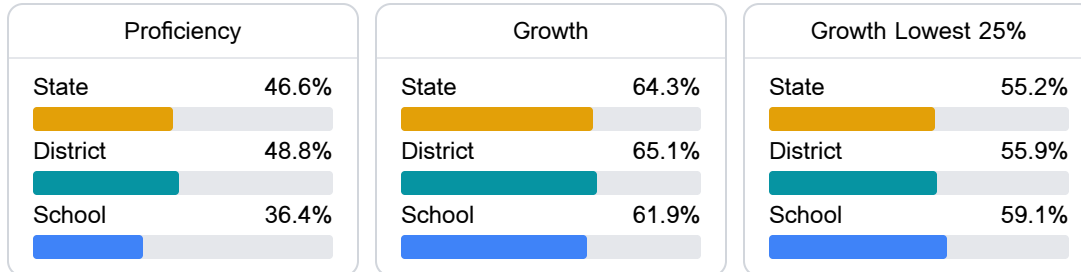 Proficiency
State 46.6%
District 48.8%
School 36.4%
Growth
State 64.3%
District 65.1%
School 61.9%
Growth Lowest 25%
State 55.2%
District 55.9%
School 59.1%